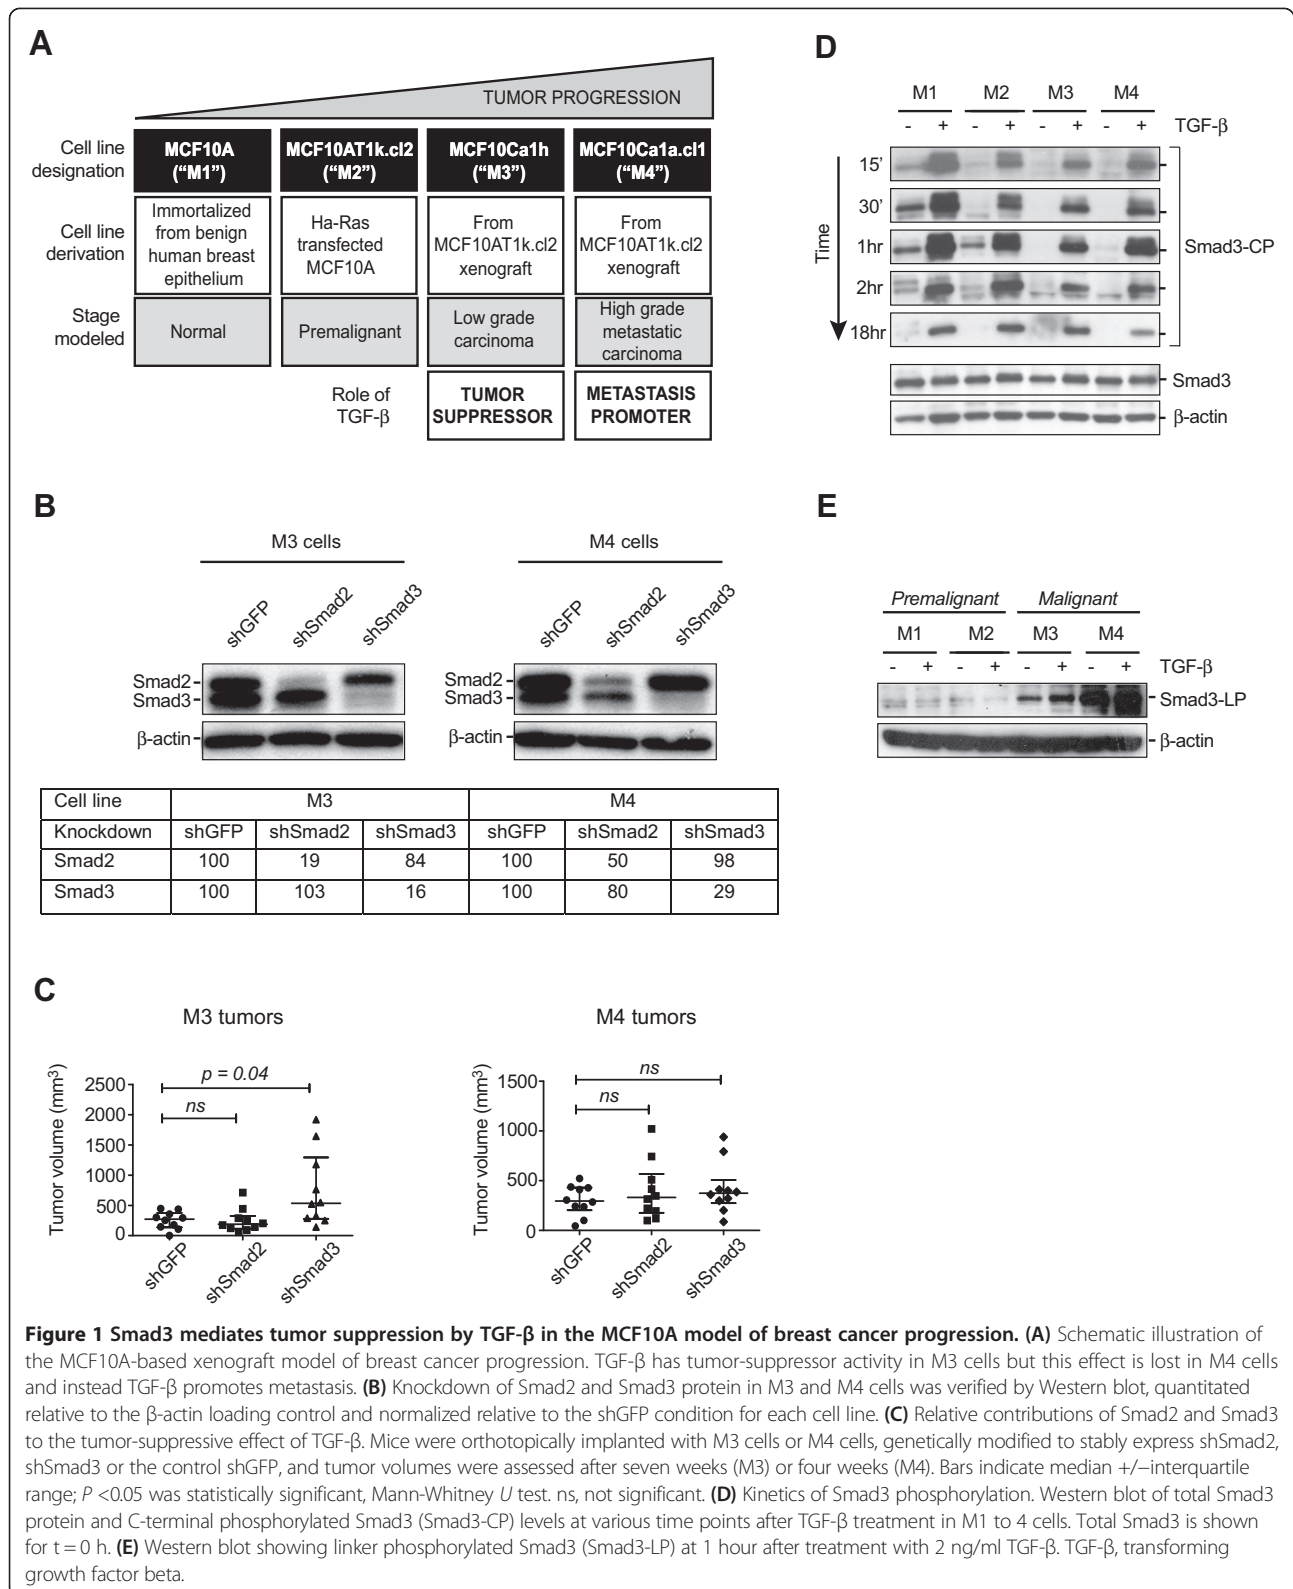 A
TUMOR PROGRESSION
Cell line designation
MCF10A ("M1")
MCF10AT1k.cl2 ("M2")
MCF10Ca1h ("M3")
MCF10Ca1a.cl1 ("M4")
Cell line derivation
Immortalized from benign human breast epithelium
Ha-Ras transfected MCF10A
From MCF10AT1k.cl2 xenograft
From MCF10AT1k.cl2 xenograft
Stage modeled
Normal
Premalignant
Low grade carcinoma
High grade metastatic carcinoma
Role of TGF-β
TUMOR SUPPRESSOR
METASTASIS PROMOTER
B
M3 cells
shGFP shSmad2 shSmad3
Smad2
Smad3
β-actin
M4 cells
shGFP shSmad2 shSmad3
Smad2
Smad3
β-actin
Cell line M3 M4
Knockdown shGFP shSmad2 shSmad3 shGFP shSmad2 shSmad3
Smad2 100 19 84 100 50 98
Smad3 100 103 16 100 80 29
C
M3 tumors
Tumor volume (mm³)
2500
2000
1500
1000
500
0
p = 0.04
ns
shGFP shSmad2 shSmad3
M4 tumors
Tumor volume (mm³)
1500
1000
500
0
ns
ns
shGFP shSmad2 shSmad3
D
M1 M2 M3 M4
- + - + - + - + TGF-β
Time
15'
30'
1hr
2hr
18hr
Smad3-CP
Smad3
β-actin
E
Premalignant Malignant
M1 M2 M3 M4
- + - + - + - + TGF-β
Smad3-LP
β-actin
Figure 1 Smad3 mediates tumor suppression by TGF-β in the MCF10A model of breast cancer progression. (A) Schematic illustration of
the MCF10A-based xenograft model of breast cancer progression. TGF-β has tumor-suppressor activity in M3 cells but this effect is lost in M4 cells
and instead TGF-β promotes metastasis. (B) Knockdown of Smad2 and Smad3 protein in M3 and M4 cells was verified by Western blot, quantitated
relative to the β-actin loading control and normalized relative to the shGFP condition for each cell line. (C) Relative contributions of Smad2 and Smad3
to the tumor-suppressive effect of TGF-β. Mice were orthotopically implanted with M3 cells or M4 cells, genetically modified to stably express shSmad2,
shSmad3 or the control shGFP, and tumor volumes were assessed after seven weeks (M3) or four weeks (M4). Bars indicate median +/−interquartile
range; P <0.05 was statistically significant, Mann-Whitney U test. ns, not significant. (D) Kinetics of Smad3 phosphorylation. Western blot of total Smad3
protein and C-terminal phosphorylated Smad3 (Smad3-CP) levels at various time points after TGF-β treatment in M1 to 4 cells. Total Smad3 is shown
for t = 0 h. (E) Western blot showing linker phosphorylated Smad3 (Smad3-LP) at 1 hour after treatment with 2 ng/ml TGF-β. TGF-β, transforming
growth factor beta.